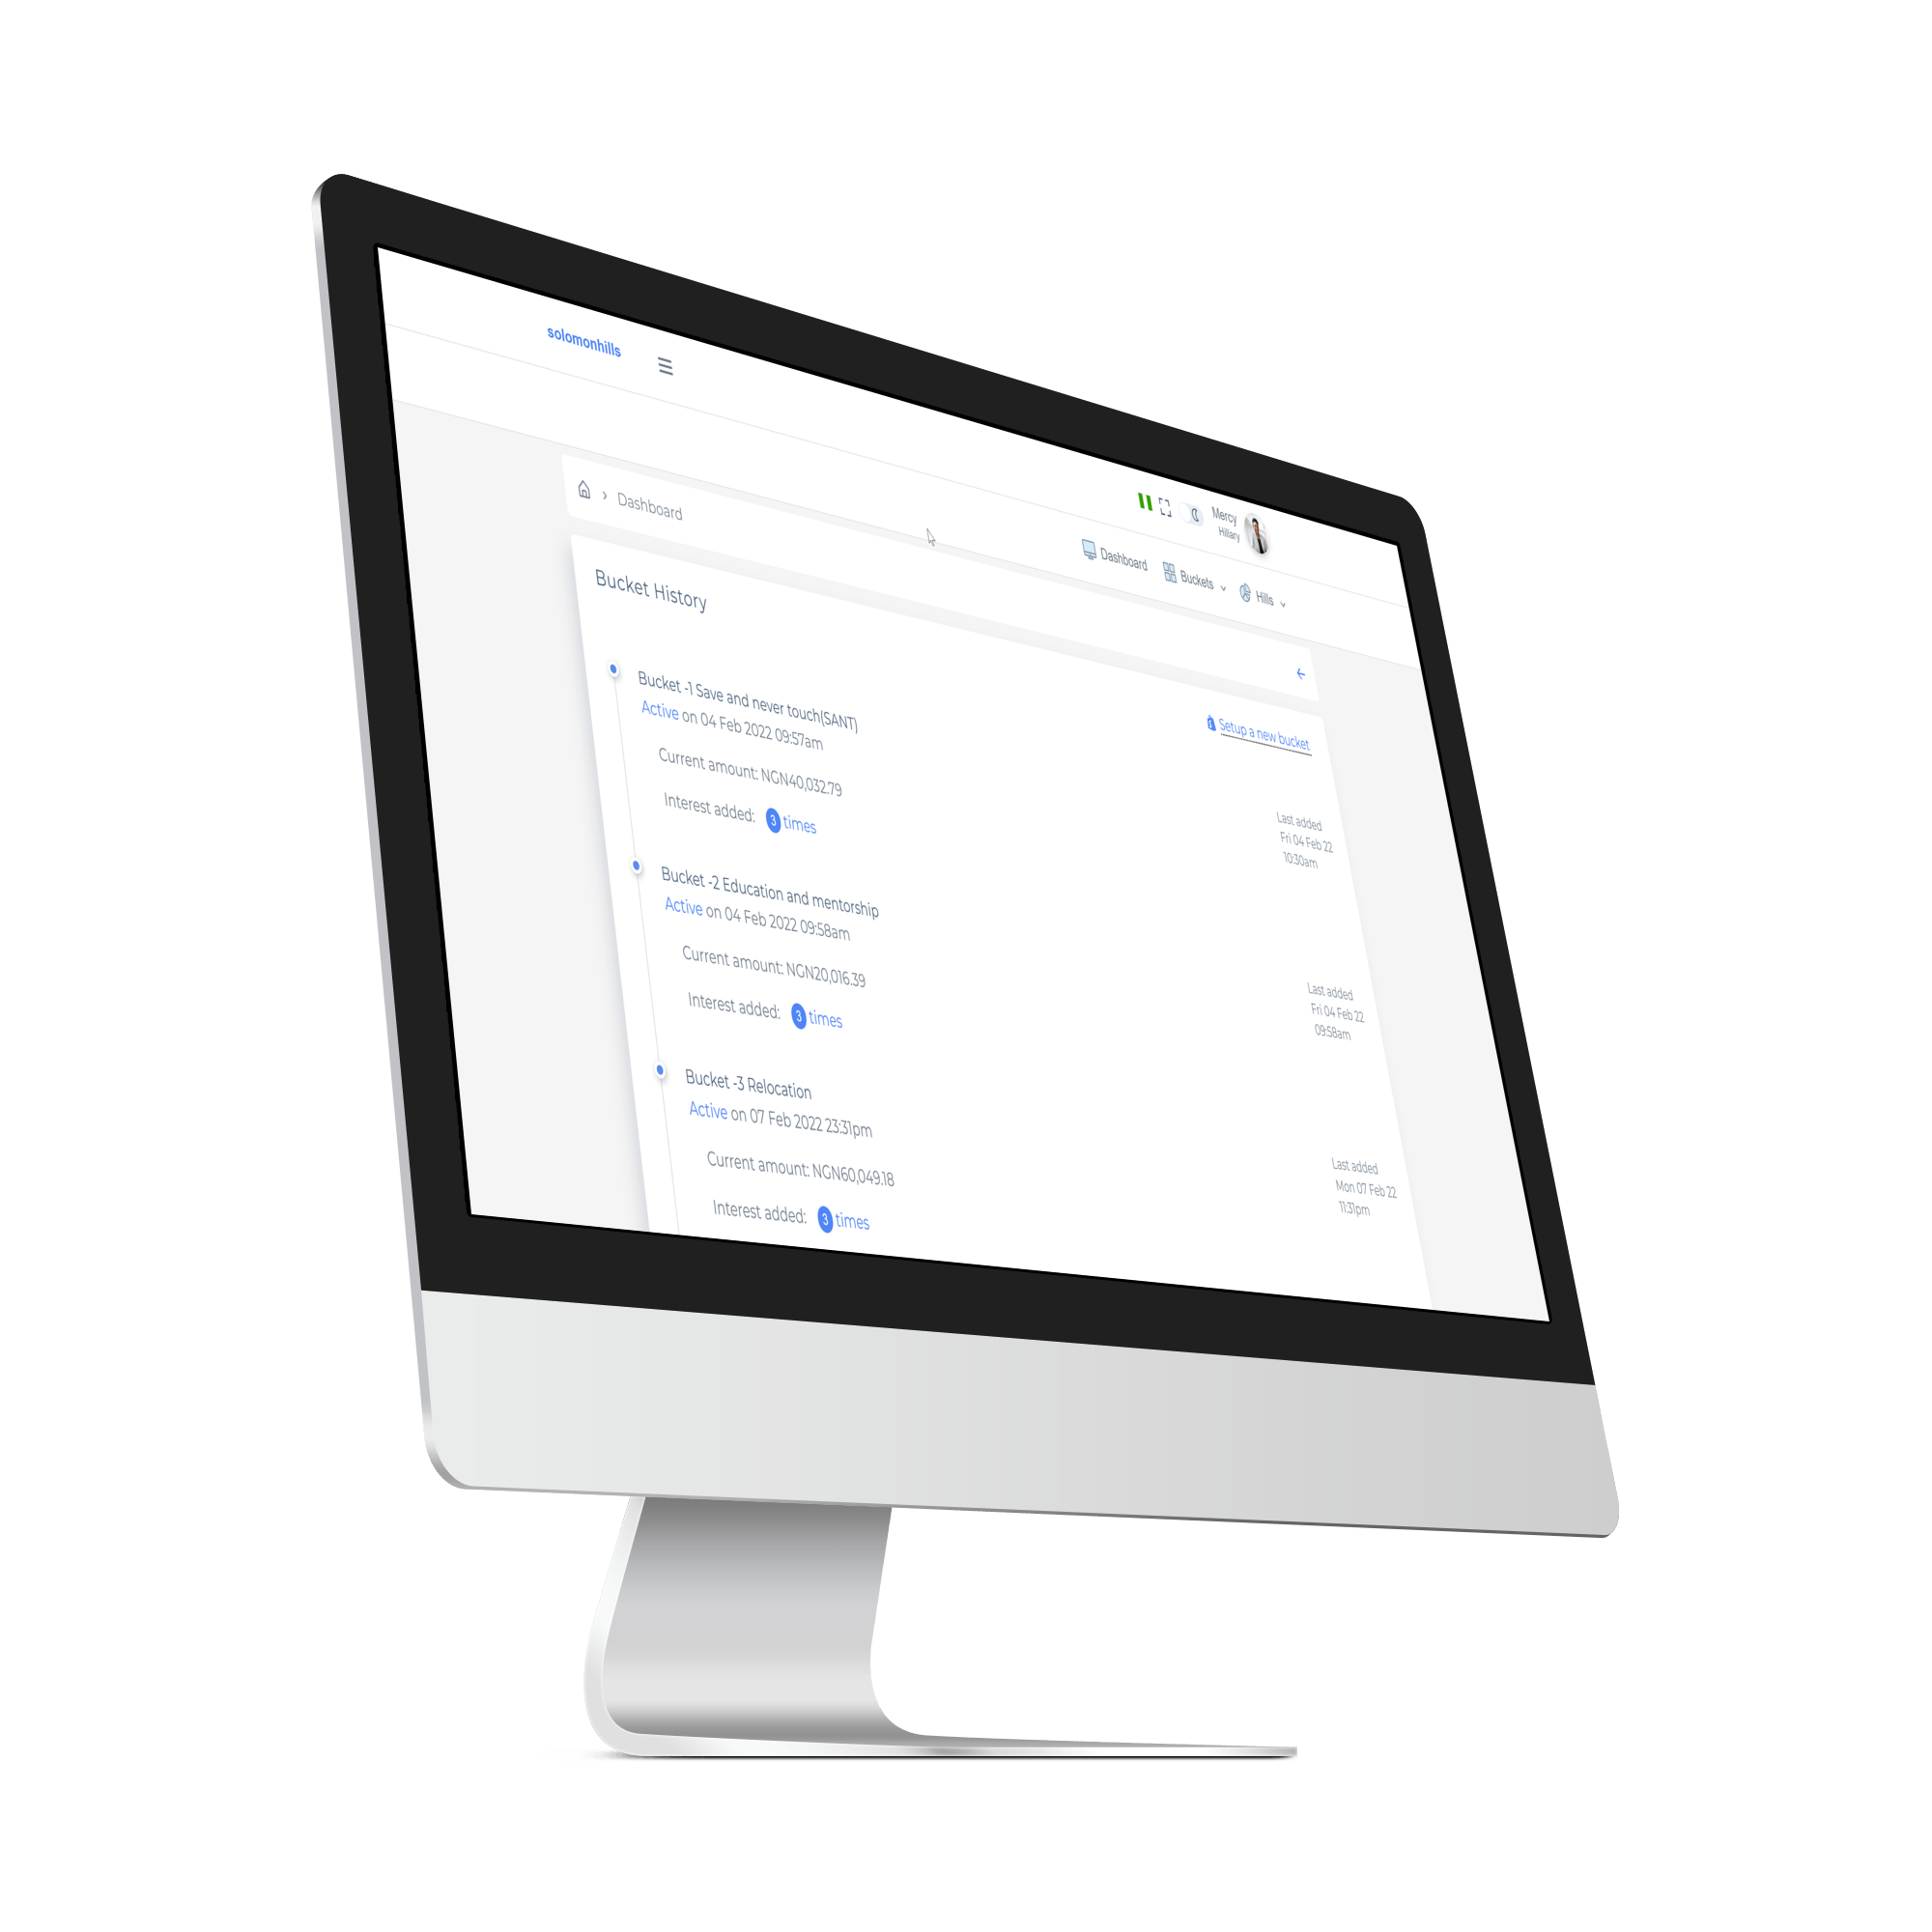 solomonhills
Mercy
Hillary
Dashboard
Buckets
Hills
Dashboard
Bucket History
Setup a new bucket
Bucket -1 Save and never touch(SANT)
Active on 04 Feb 2022 09:57am
Current amount: NGN40,032.79
Interest added: 3 times
Last added
Fri 04 Feb 22
10:30am
Bucket -2 Education and mentorship
Active on 04 Feb 2022 09:58am
Current amount: NGN20,016.39
Interest added: 3 times
Last added
Fri 04 Feb 22
09:58am
Bucket -3 Relocation
Active on 07 Feb 2022 23:31pm
Current amount: NGN60,049.18
Interest added: 3 times
Last added
Mon 07 Feb 22
11:31pm